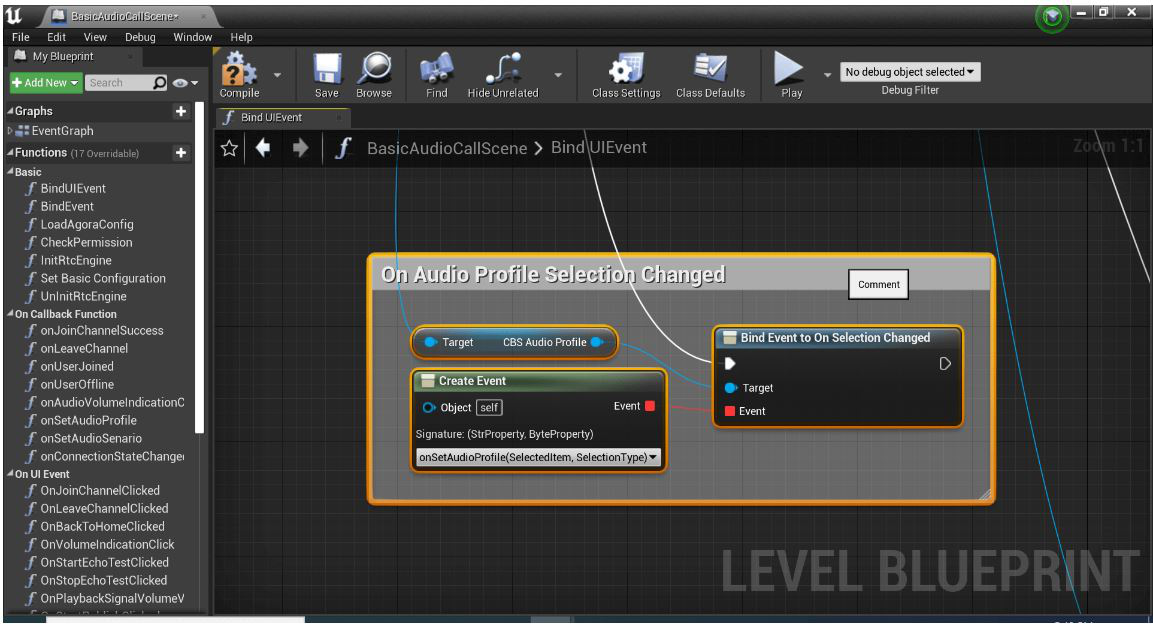 BasicAudioCallScene*
File Edit View Debug Window Help
My Blueprint
Add New Search
Compile Save Browse Find Hide Unrelated Class Settings Class Defaults Play
No debug object selected
Debug Filter
Graphs
EventGraph
Functions (17 Overridable)
Basic
BindUIEvent
BindEvent
LoadAgoraConfig
CheckPermission
InitRtcEngine
Set Basic Configuration
UnInitRtcEngine
On Callback Function
onJoinChannelSuccess
onLeaveChannel
onUserJoined
onUserOffline
onAudioVolumeIndicationC
onSetAudioProfile
onSetAudioSenario
onConnectionStateChange
On UI Event
OnJoinChannelClicked
OnLeaveChannelClicked
OnBackToHomeClicked
OnVolumeIndicationClick
OnStartEchoTestClicked
OnStopEchoTestClicked
OnPlaybackSignalVolumeV
Bind UIEvent
BasicAudioCallScene > Bind UIEvent
Zoom 1:1
On Audio Profile Selection Changed
Comment
Target CBS Audio Profile
Create Event
Object self Event
Signature: (StrProperty, ByteProperty)
onSetAudioProfile(SelectedItem, SelectionType)
Bind Event to On Selection Changed
Target
Event
LEVEL BLUEPRINT